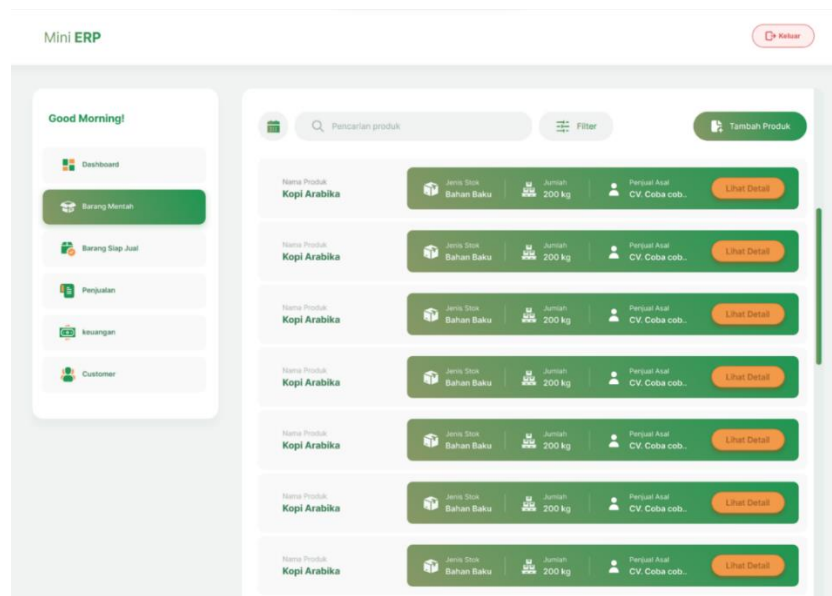 Mini ERP
Keluar
Good Morning!
Dashboard
Barang Mentah
Barang Siap Jual
Penjualan
keuangan
Customer
Pencarian produk
Filter
Tambah Produk
Nama Produk
Kopi Arabika
Jenis Stok
Bahan Baku
Jumlah
200 kg
Penjual Asal
CV. Coba cob..
Lihat Detail
Nama Produk
Kopi Arabika
Jenis Stok
Bahan Baku
Jumlah
200 kg
Penjual Asal
CV. Coba cob..
Lihat Detail
Nama Produk
Kopi Arabika
Jenis Stok
Bahan Baku
Jumlah
200 kg
Penjual Asal
CV. Coba cob..
Lihat Detail
Nama Produk
Kopi Arabika
Jenis Stok
Bahan Baku
Jumlah
200 kg
Penjual Asal
CV. Coba cob..
Lihat Detail
Nama Produk
Kopi Arabika
Jenis Stok
Bahan Baku
Jumlah
200 kg
Penjual Asal
CV. Coba cob..
Lihat Detail
Nama Produk
Kopi Arabika
Jenis Stok
Bahan Baku
Jumlah
200 kg
Penjual Asal
CV. Coba cob..
Lihat Detail
Nama Produk
Kopi Arabika
Jenis Stok
Bahan Baku
Jumlah
200 kg
Penjual Asal
CV. Coba cob..
Lihat Detail